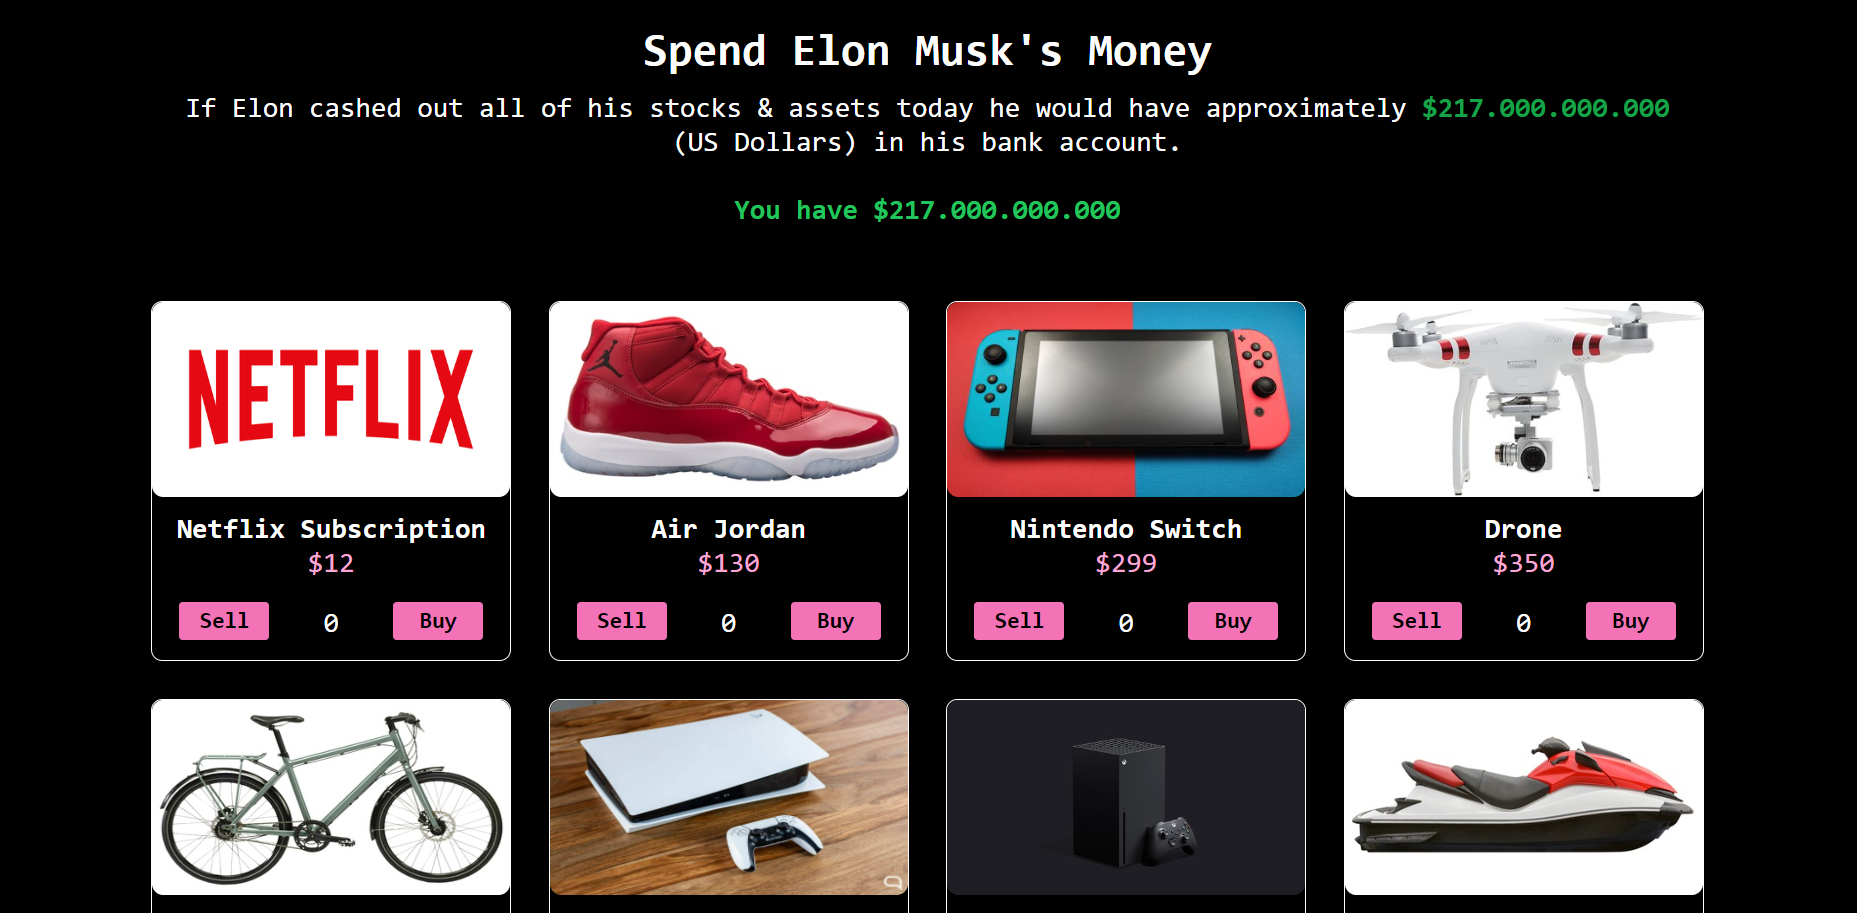 Spend Elon Musk's Money
If Elon cashed out all of his stocks & assets today he would have approximately $217.000.000.000
(US Dollars) in his bank account.
You have $217.000.000.000
NETFLIX
Netflix Subscription
$12
Sell 0 Buy
Air Jordan
$130
Sell 0 Buy
Nintendo Switch
$299
Sell 0 Buy
Drone
$350
Sell 0 Buy